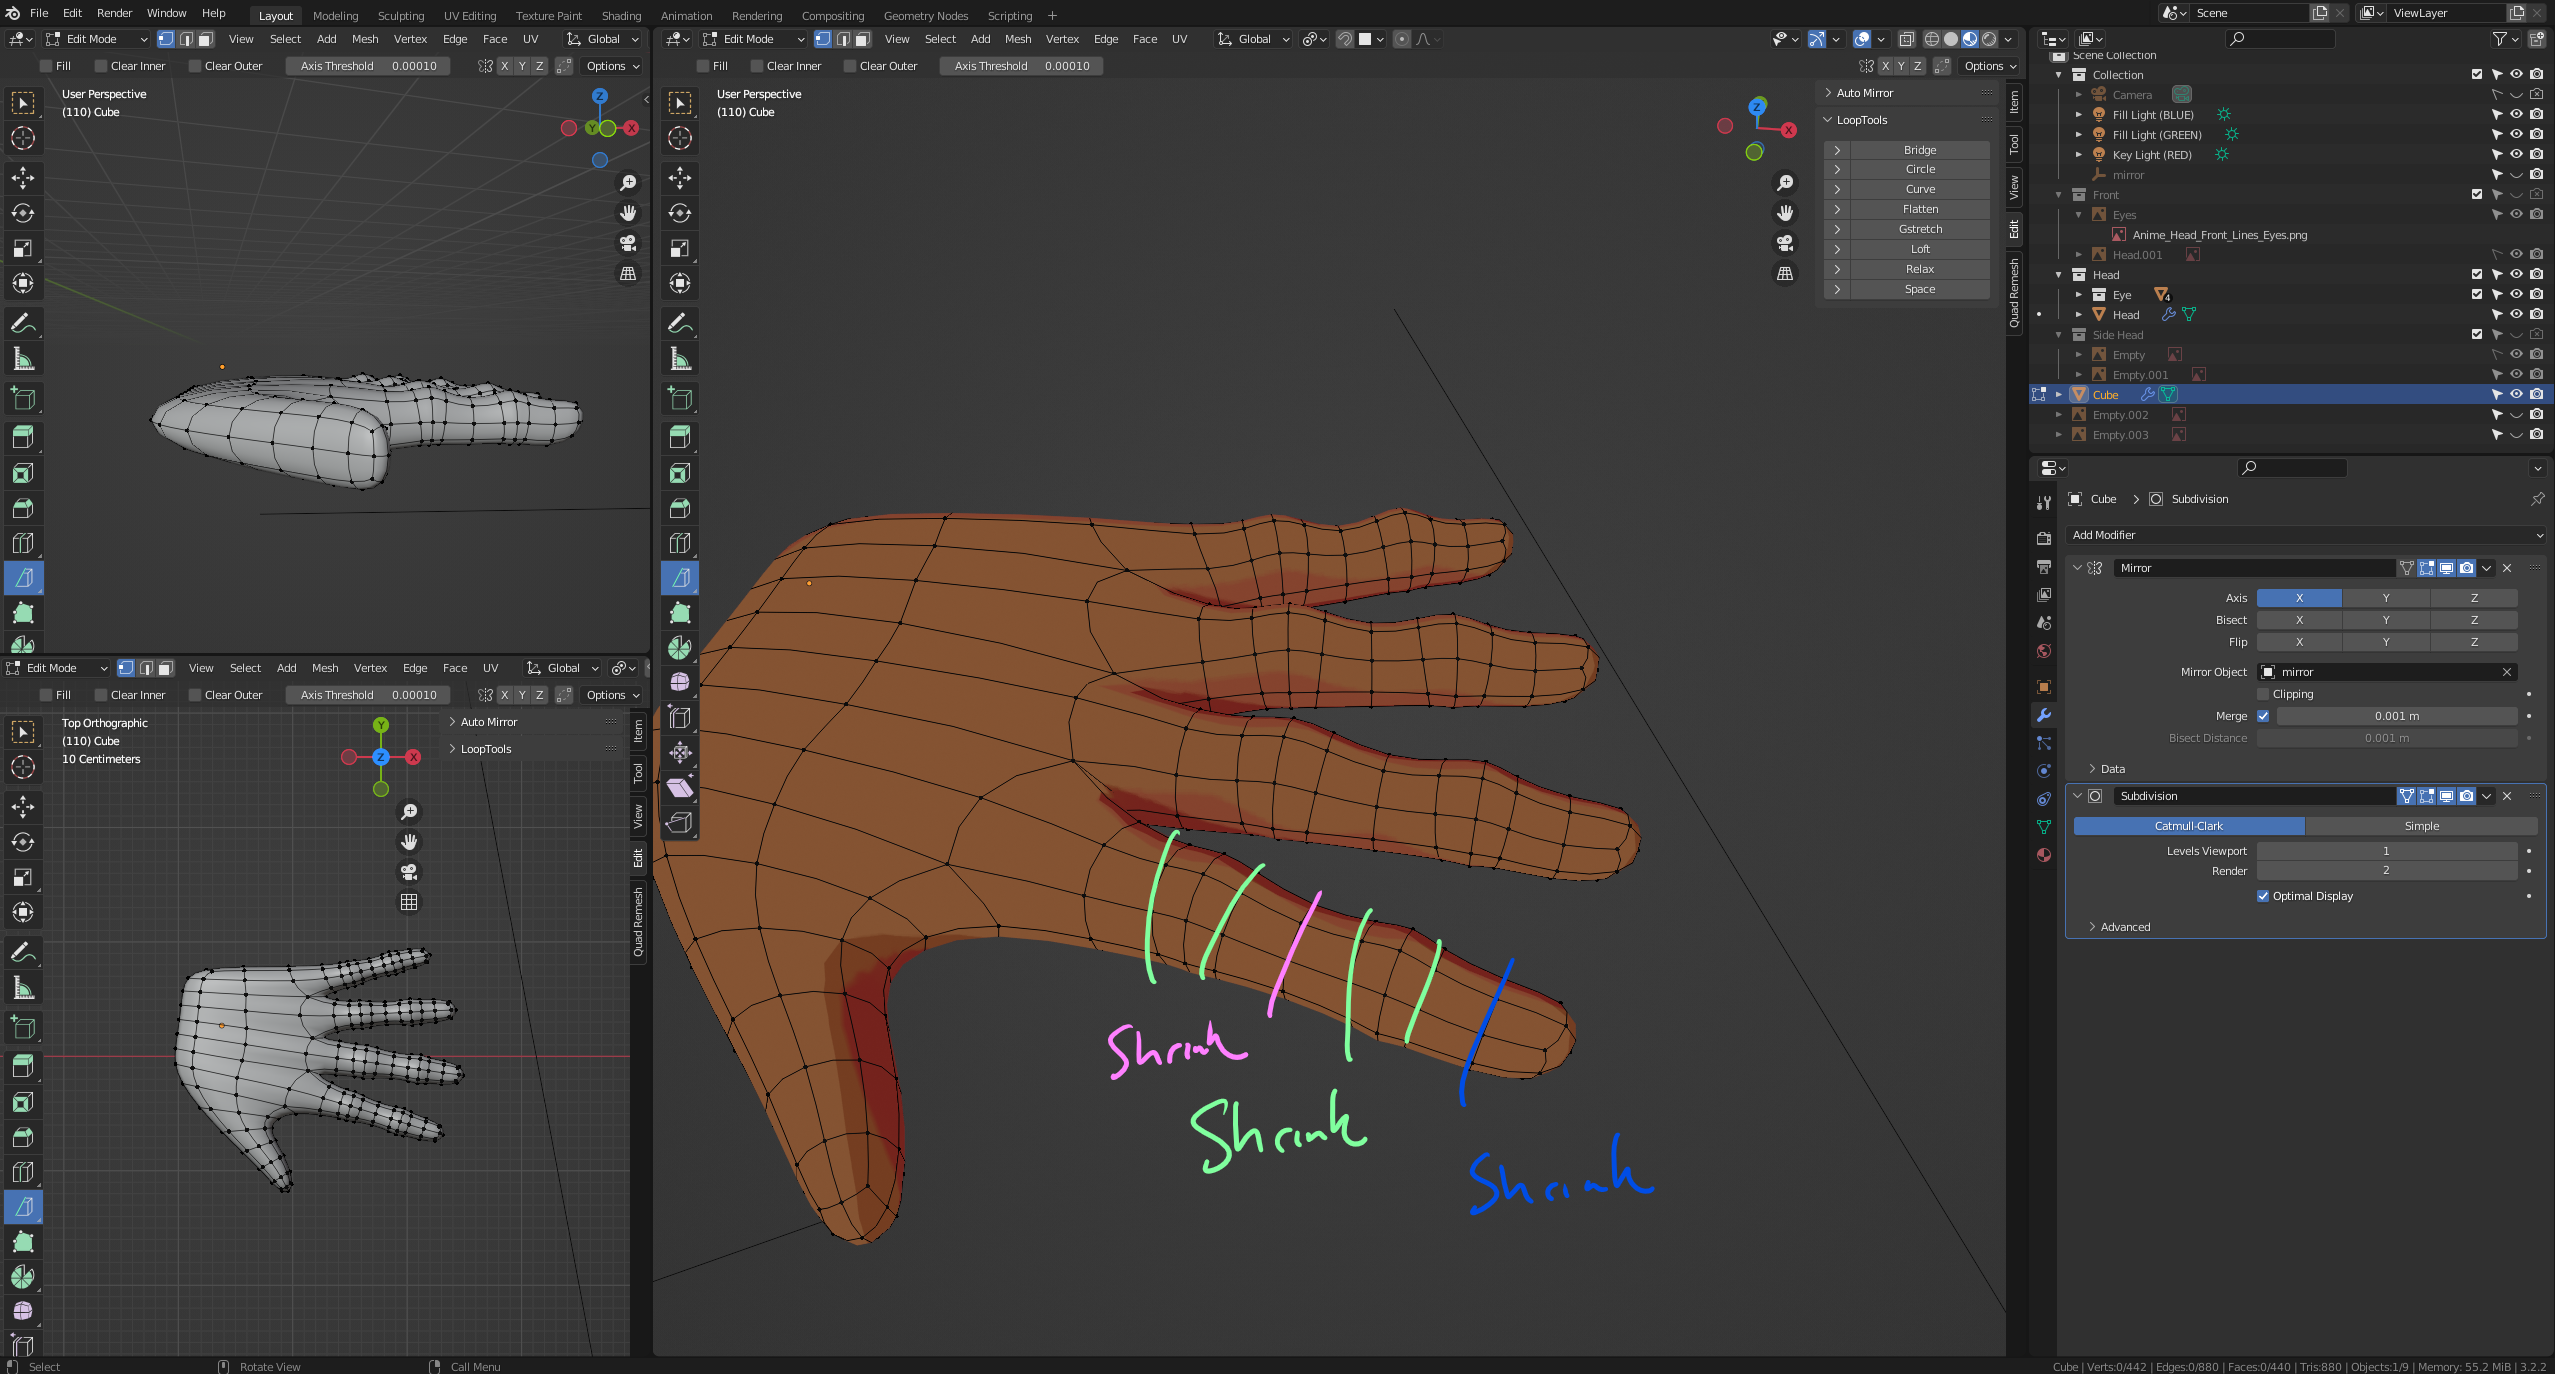 File Edit Render Window Help Layout Modeling Sculpting UV Editing Texture Paint Shading Animation Rendering Compositing Geometry Nodes Scripting + Scene ViewLayer
Edit Mode View Select Add Mesh Vertex Edge Face UV Global
Fill Clear Inner Clear Outer Axis Threshold 0.00010 X Y Z Options
User Perspective
(110) Cube
Z
Y
X
Edit Mode View Select Add Mesh Vertex Edge Face UV Global
Fill Clear Inner Clear Outer Axis Threshold 0.00010 X Y Z Options
User Perspective
(110) Cube
Z
X
Auto Mirror
LoopTools
Bridge
Circle
Curve
Flatten
Gstretch
Loft
Relax
Space
Item
Tool
View
Edit
Quad Remesh
Shrink
Shrink
Shrink
Edit Mode View Select Add Mesh Vertex Edge Face UV Global
Fill Clear Inner Clear Outer Axis Threshold 0.00010 X Y Z Options
Top Orthographic
(110) Cube
10 Centimeters
Y
Z
X
Auto Mirror
LoopTools
Item
Tool
View
Edit
Quad Remesh
Scene Collection
Collection
Camera
Fill Light (BLUE)
Fill Light (GREEN)
Key Light (RED)
mirror
Front
Eyes
Anime_Head_Front_Lines_Eyes.png
Head.001
Head
Eye 4
Head
Side Head
Empty
Empty.001
Cube
Empty.002
Empty.003
Cube > Subdivision
Add Modifier
Mirror
Axis X Y Z
Bisect X Y Z
Flip X Y Z
Mirror Object mirror
Clipping
Merge 0.001 m
Bisect Distance 0.001 m
Data
Subdivision
Catmull-Clark Simple
Levels Viewport 1
Render 2
Optimal Display
Advanced
Select Rotate View Call Menu
Cube | Verts:0/442 | Edges:0/880 | Faces:0/440 | Tris:880 | Objects:1/9 | Memory: 55.2 MiB | 3.2.2